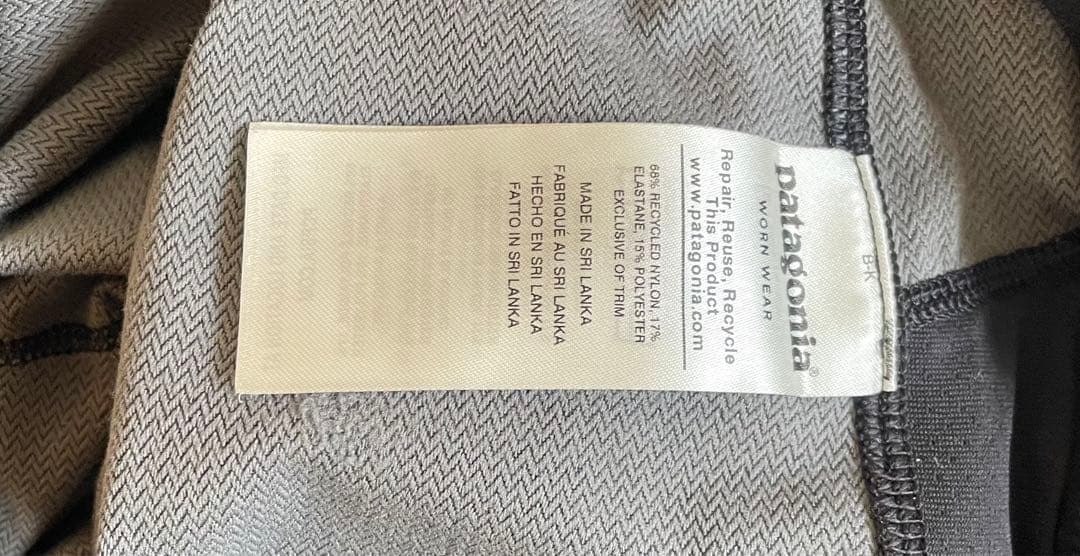 patagonia®
WORN WEAR
Repair, Reuse, Recycle
This Product
www.patagonia.com
68% RECYCLED NYLON, 17%
ELASTANE, 15% POLYESTER
EXCLUSIVE OF TRIM
MADE IN SRI LANKA
FABRIQUÉ AU SRI LANKA
HECHO EN SRI LANKA
FATTO IN SRI LANKA
B-K